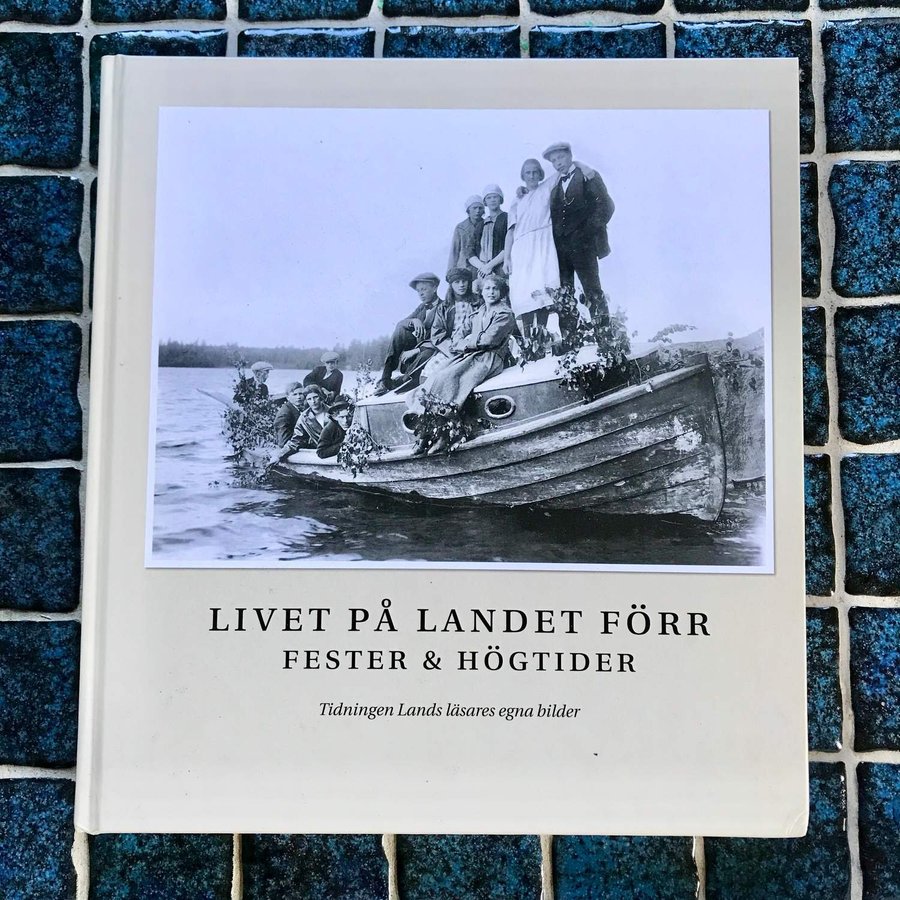 LIVET PÅ LANDET FÖRR
FESTER & HÖGTIDER
Tidningen Lands läsares egna bilder